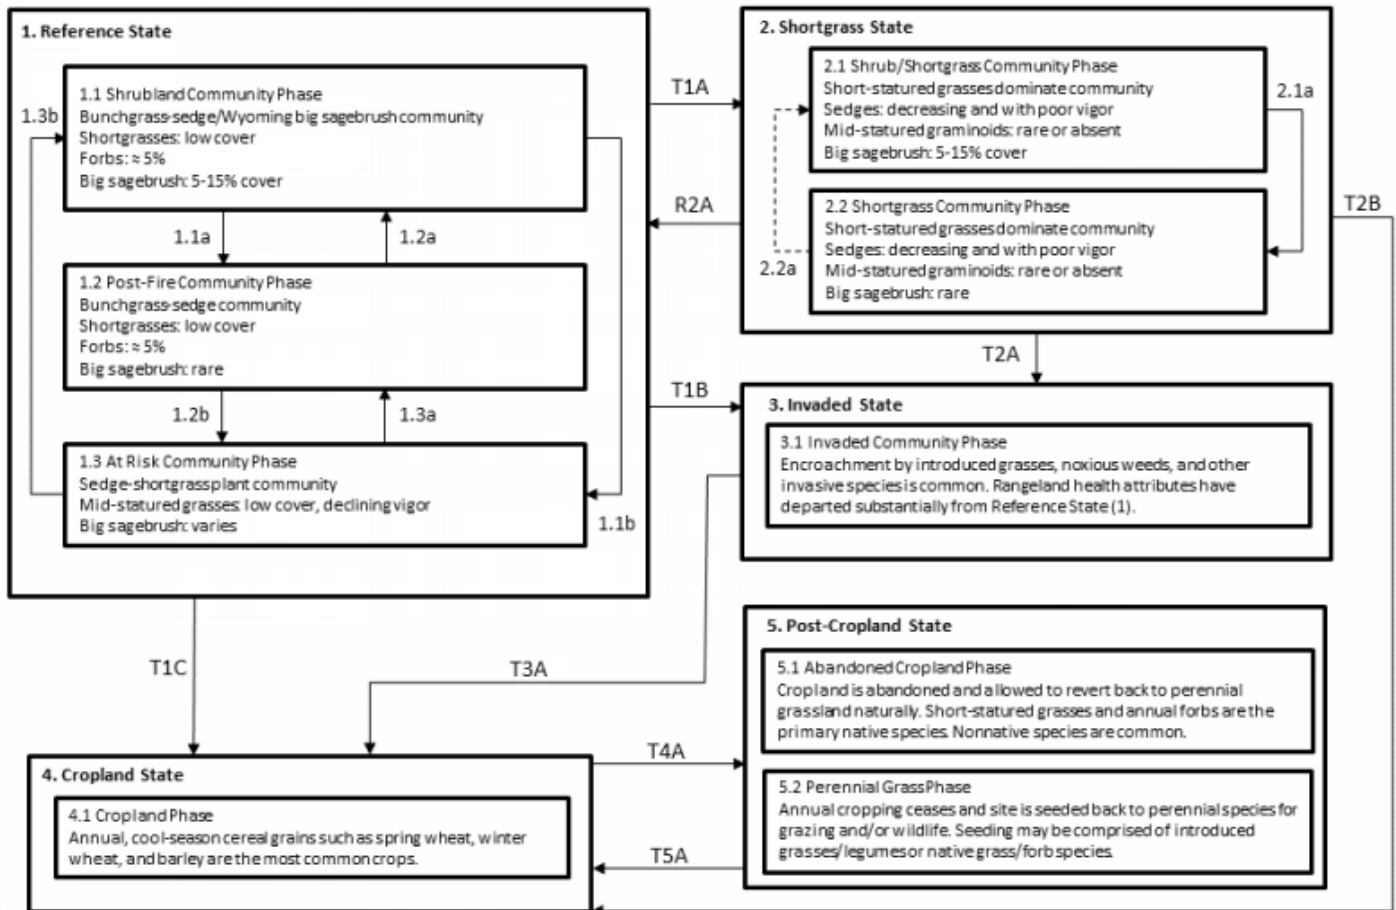 1. Reference State
1.1 Shrubland Community Phase
Bunchgrass-sedge/Wyoming big sagebrush community
Shortgrasses: low cover
Forbs: ≈ 5%
Big sagebrush: 5-15% cover
1.3b
1.1a
1.2a
1.2 Post-Fire Community Phase
Bunchgrass-sedge community
Shortgrasses: low cover
Forbs: ≈ 5%
Big sagebrush: rare
1.2b
1.3a
1.3 At Risk Community Phase
Sedge-shortgrass plant community
Mid-statured grasses: low cover, declining vigor
Big sagebrush: varies
1.1b
T1A
R2A
T1B
2. Shortgrass State
2.1 Shrub/Shortgrass Community Phase
Short-statured grasses dominate community
Sedges: decreasing and with poor vigor
Mid-statured graminoids: rare or absent
Big sagebrush: 5-15% cover
2.1a
2.2 Shortgrass Community Phase
Short-statured grasses dominate community
Sedges: decreasing and with poor vigor
Mid-statured graminoids: rare or absent
Big sagebrush: rare
2.2a
T2B
T2A
3. Invaded State
3.1 Invaded Community Phase
Encroachment by introduced grasses, noxious weeds, and other
invasive species is common. Rangeland health attributes have
departed substantially from Reference State (1).
T1C
T3A
4. Cropland State
4.1 Cropland Phase
Annual, cool-season cereal grains such as spring wheat, winter
wheat, and barley are the most common crops.
T4A
T5A
5. Post-Cropland State
5.1 Abandoned Cropland Phase
Cropland is abandoned and allowed to revert back to perennial
grassland naturally. Short-statured grasses and annual forbs are the
primary native species. Nonnative species are common.
5.2 Perennial Grass Phase
Annual cropping ceases and site is seeded back to perennial species for
grazing and/or wildlife. Seeding may be comprised of introduced
grasses/legumes or native grass/forb species.